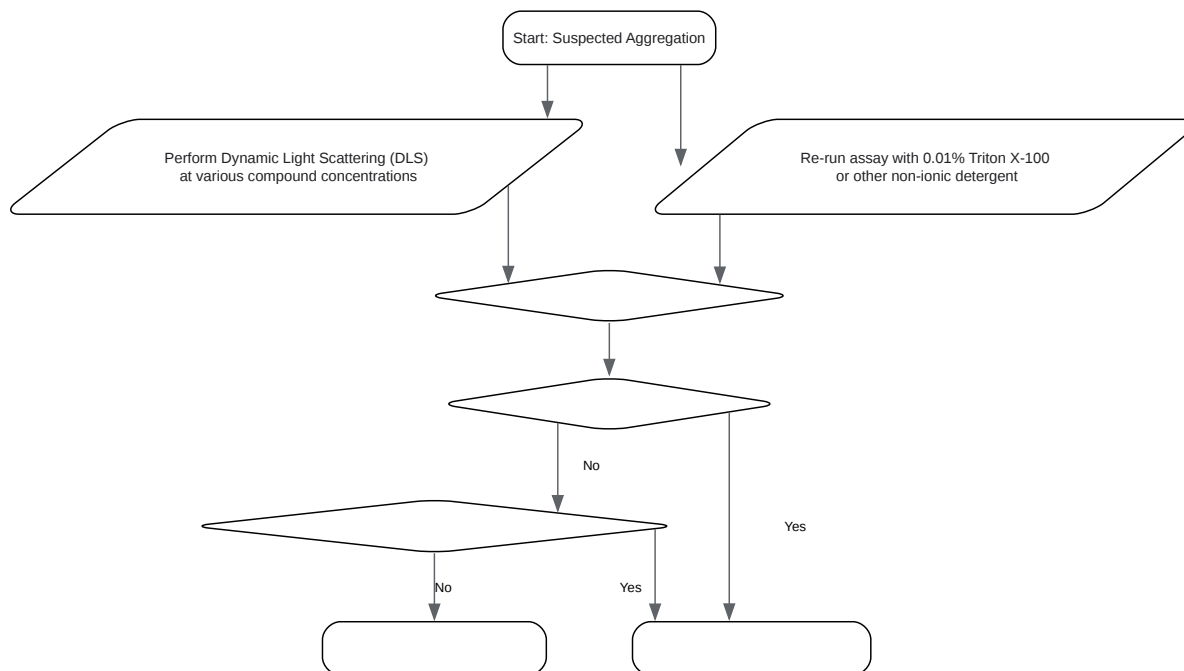 Start: Suspected Aggregation
Perform Dynamic Light Scattering (DLS)
at various compound concentrations
Re-run assay with 0.01% Triton X-100
or other non-ionic detergent
No
Yes
No
Yes